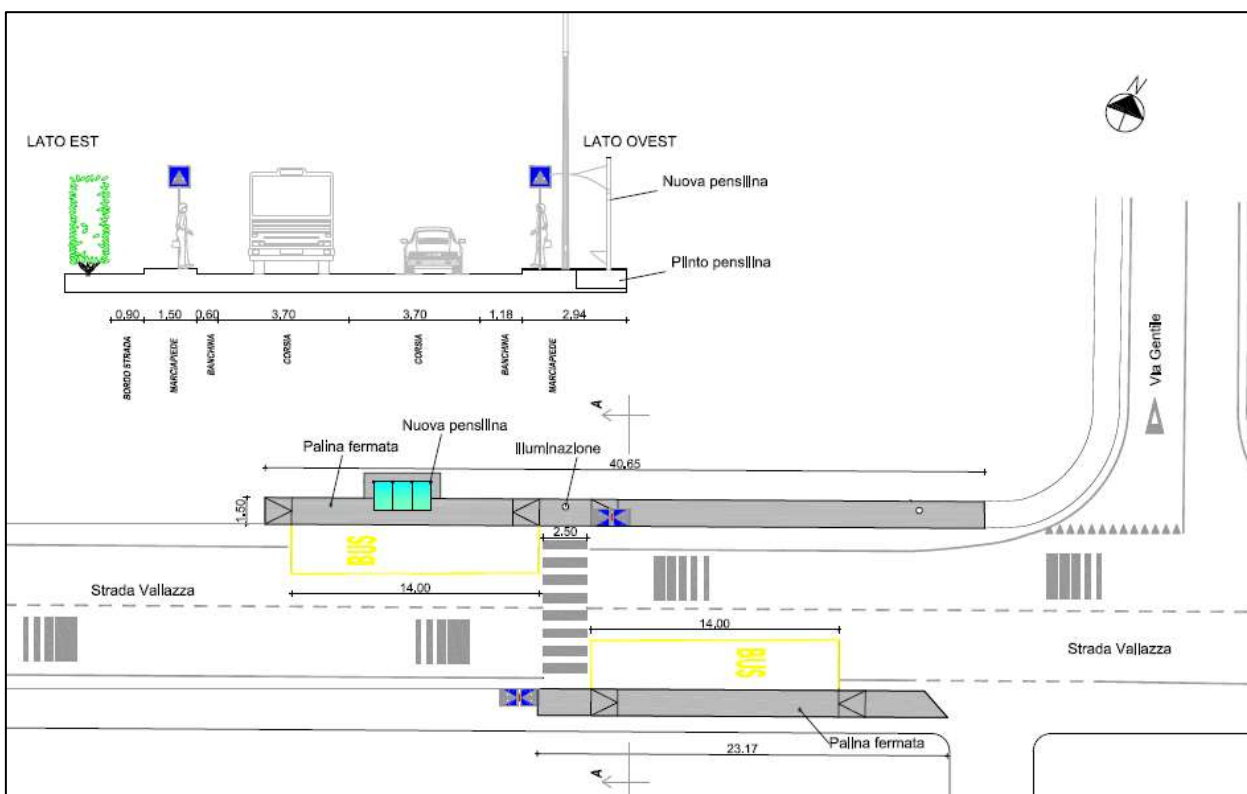 N
LATO EST
LATO OVEST
Nuova pensilina
Plinto pensilina
0.90 1.50 0.60 3.70 3.70 1.18 2.94
BORDO STRADA
MARCIAPIEDE
BANCHINA
CORSIA
CORSIA
BANCHINA
MARCIAPIEDE
Via Gentile
A
Nuova pensilina
Palina fermata
Illuminazione
40.65
1.50
2.50
BUS
14.00
Strada Vallazza
14.00
BUS
Strada Vallazza
Palina fermata
23.17
A